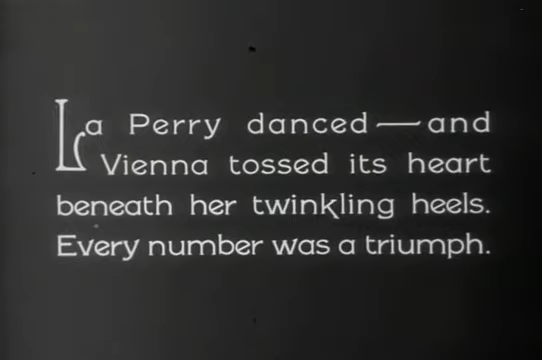 La Perry danced — and
Vienna tossed its heart
beneath her twinkling heels.
Every number was a triumph.